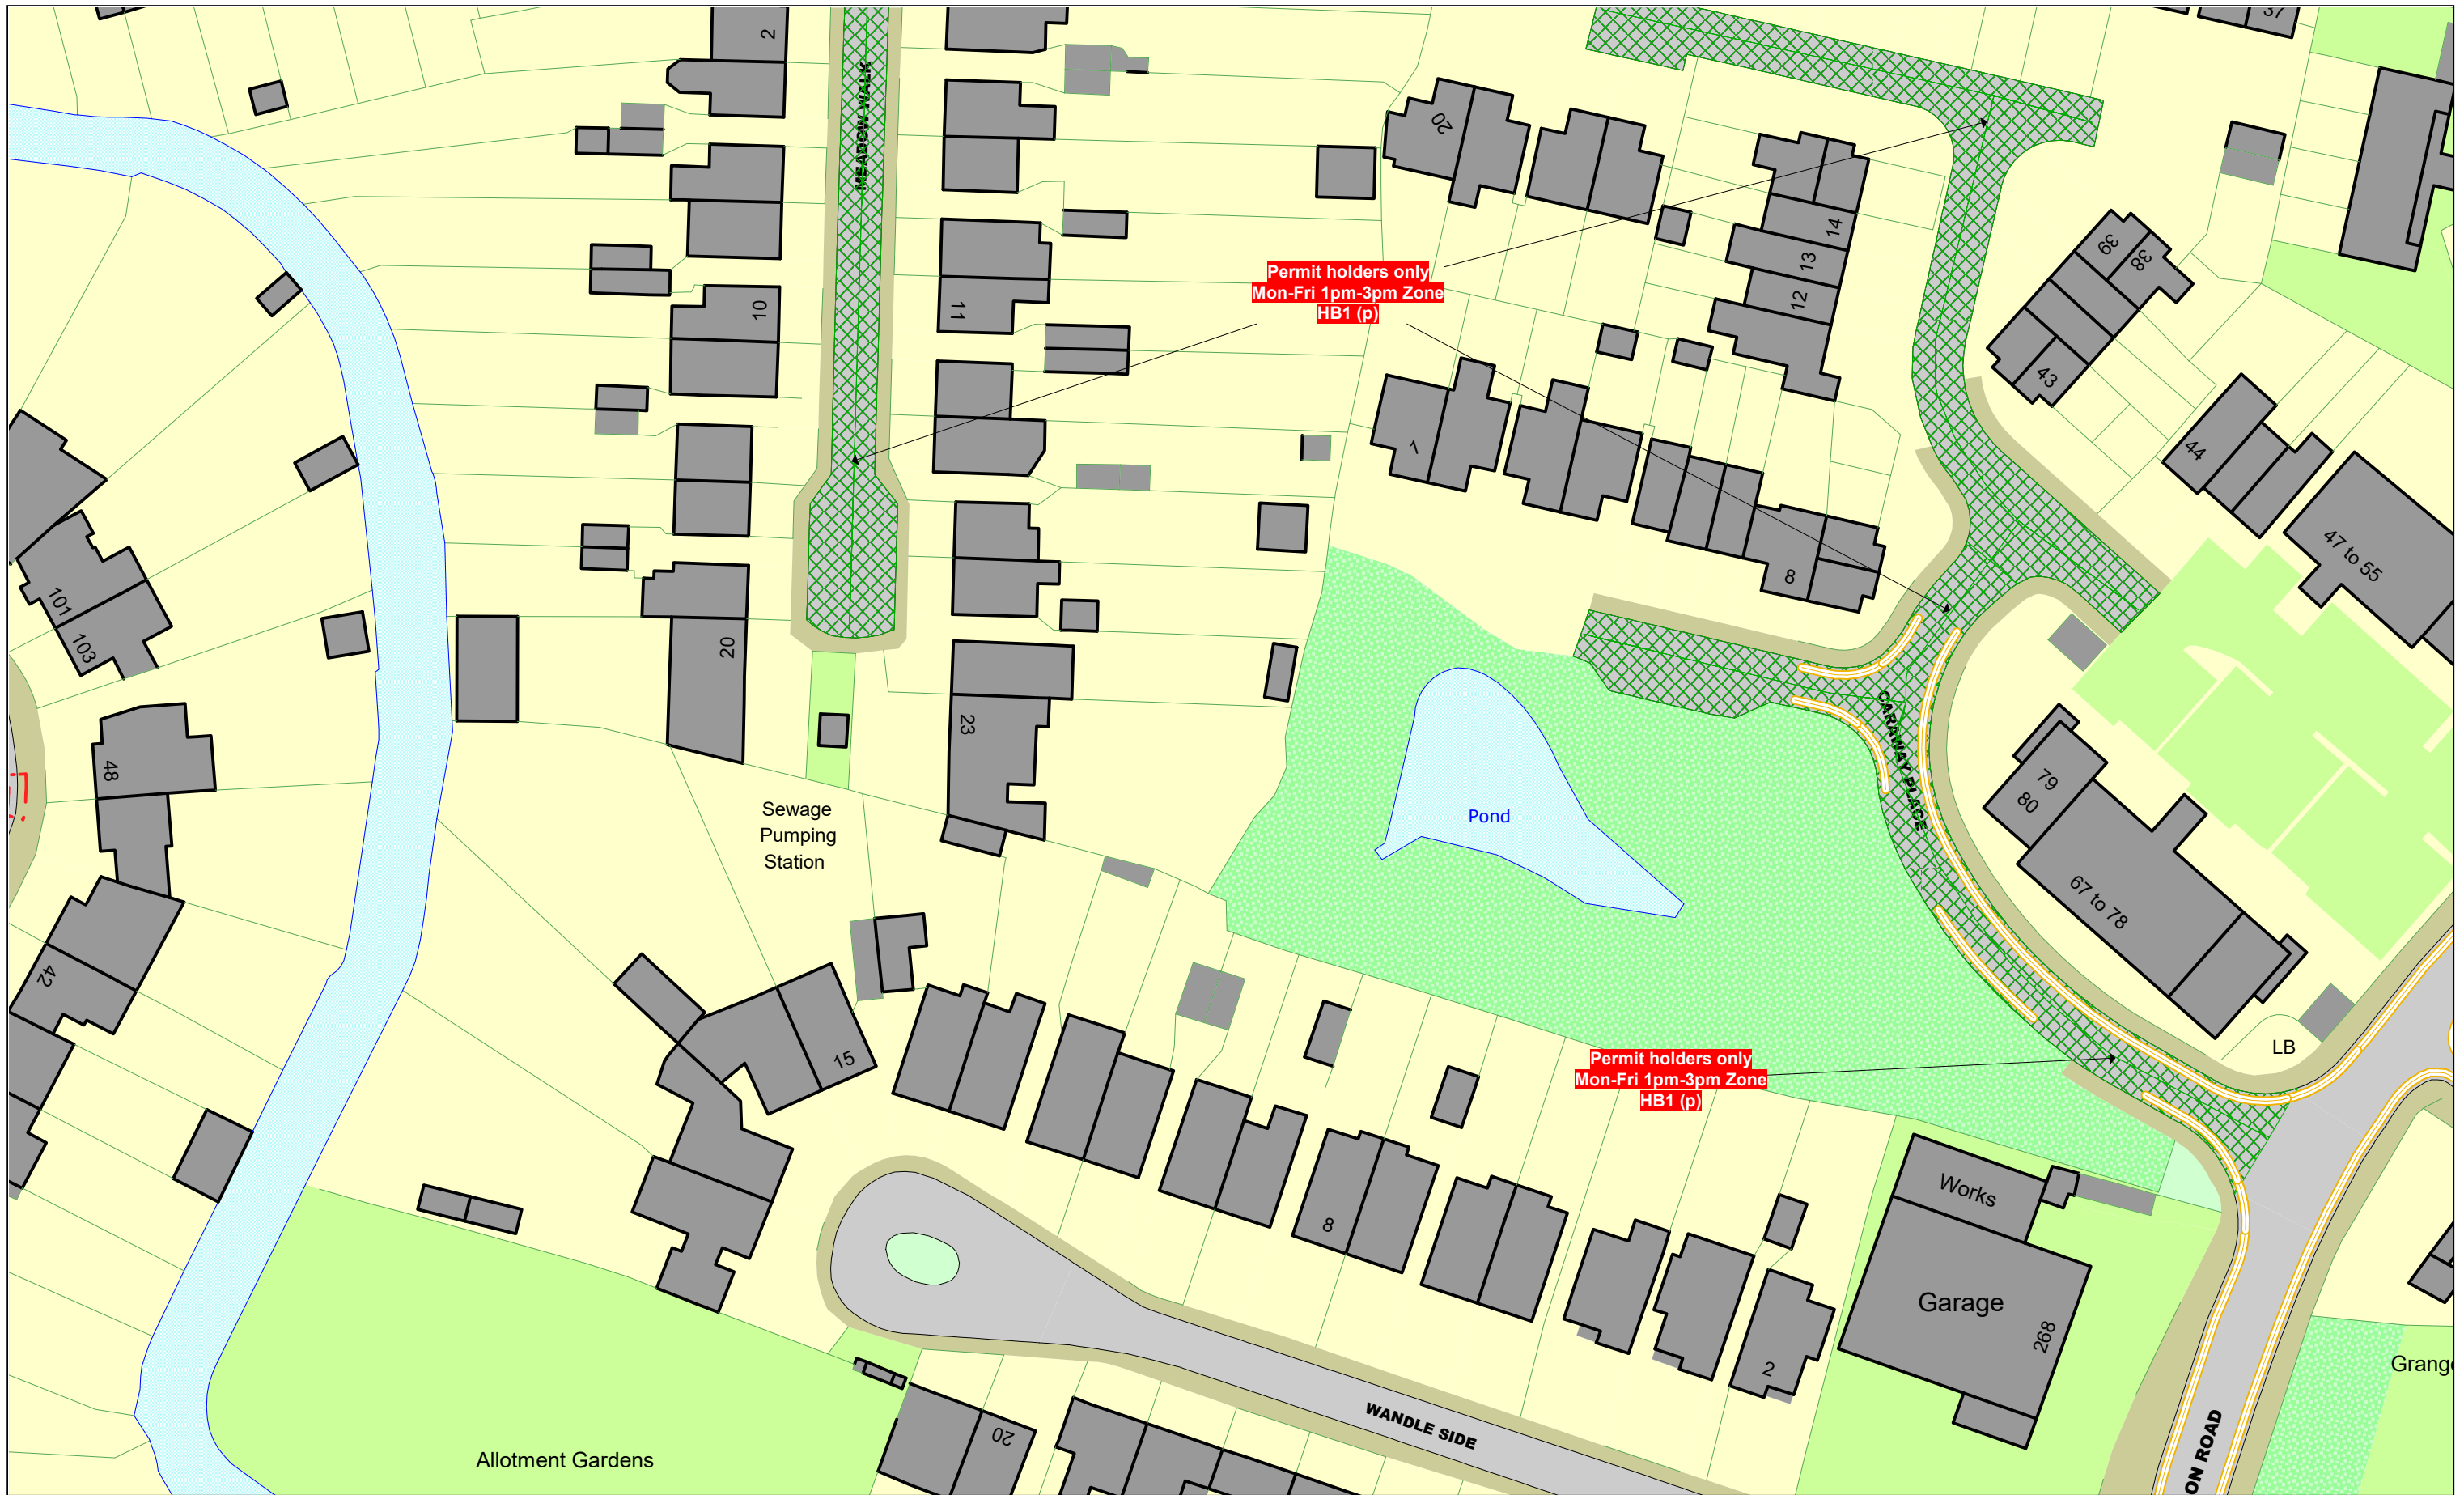 2
37
MEADOW WALK
20
39
38
14
13
12
Permit holders only
Mon-Fri 1pm-3pm Zone
HB1 (p)
10
11
43
44
7
47 to 55
8
101
103
20
23
CARAWAY PLACE
48
79
80
Pond
Sewage
Pumping
Station
67 to 78
42
15
LB
Permit holders only
Mon-Fri 1pm-3pm Zone
HB1 (p)
Works
8
Garage
268
2
Grange
WANDLE SIDE
20
ON ROAD
Allotment Gardens